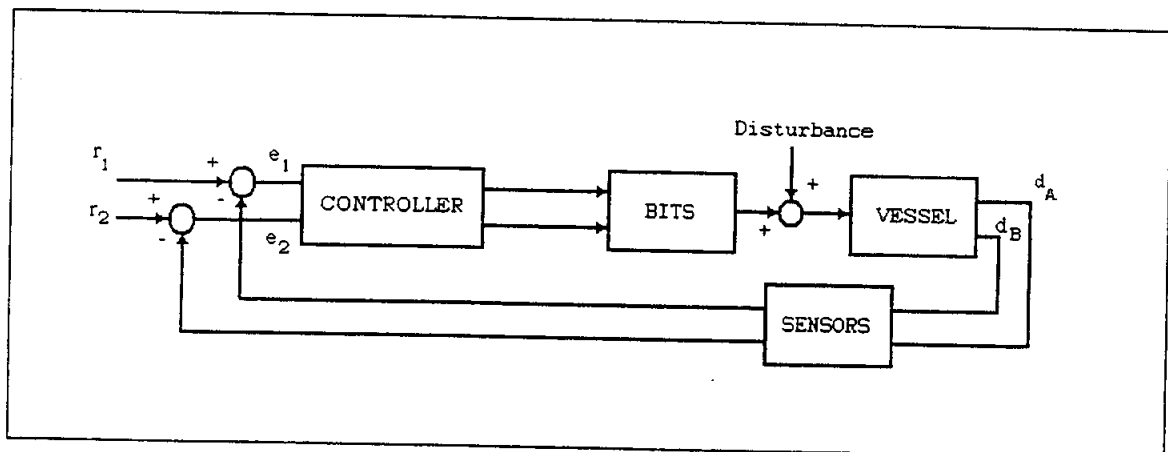 Disturbance
r1 + e1 + dA
CONTROLLER BITS VESSEL
r2 + - + dB
- e2
SENSORS